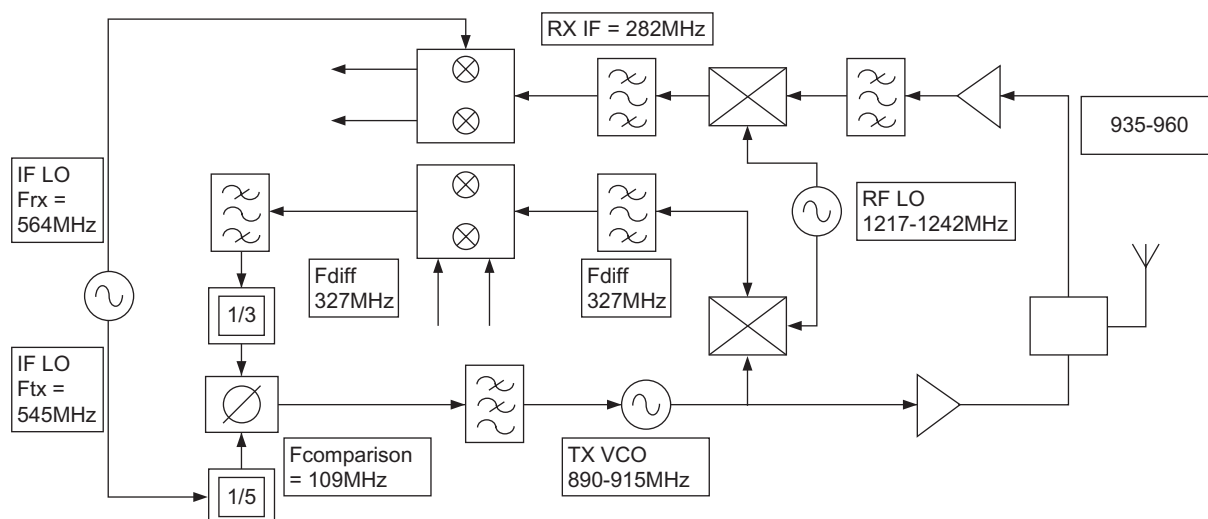 RX IF = 282MHz
935-960
IF LO
Frx =
564MHz
RF LO
1217-1242MHz
Fdiff
327MHz
Fdiff
327MHz
1/3
IF LO
Ftx =
545MHz
Fcomparison
= 109MHz
TX VCO
890-915MHz
1/5